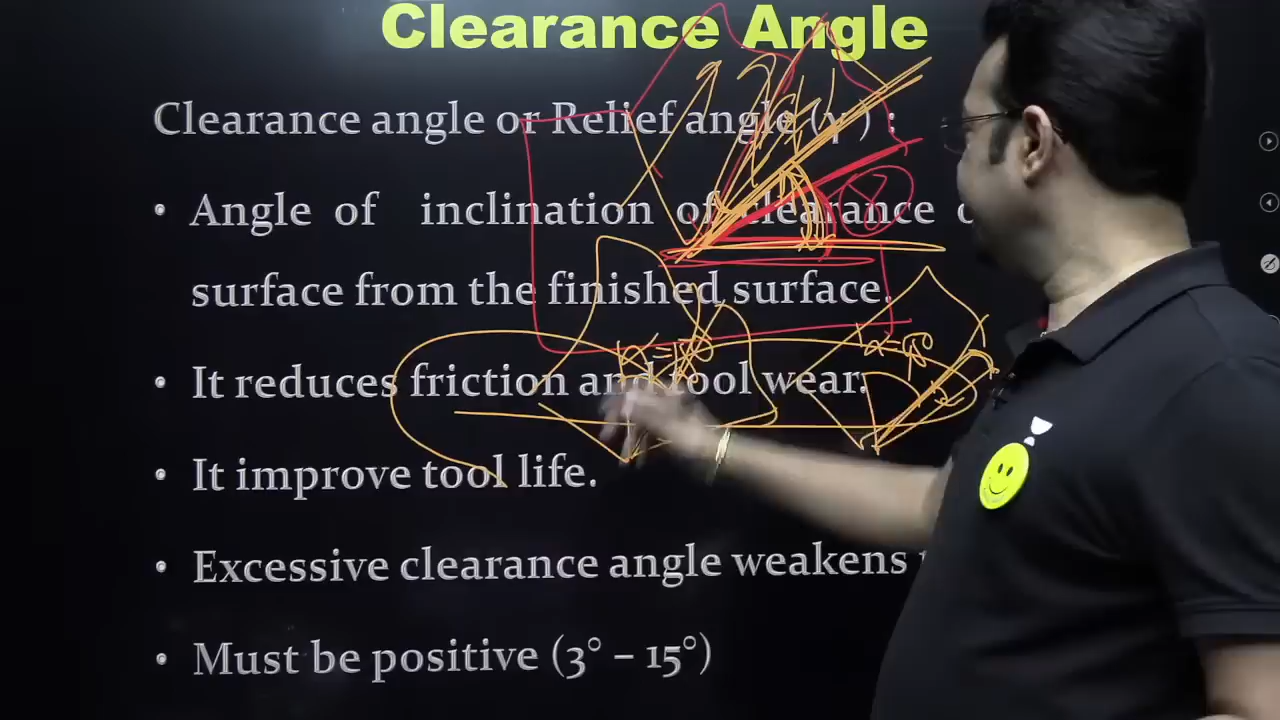 Clearance Angle
Clearance angle or Relief angle (γ ) :
• Angle of inclination of clearance
surface from the finished surface.
• It reduces friction and tool wear.
• It improve tool life.
• Excessive clearance angle weakens
• Must be positive (3° – 15°)